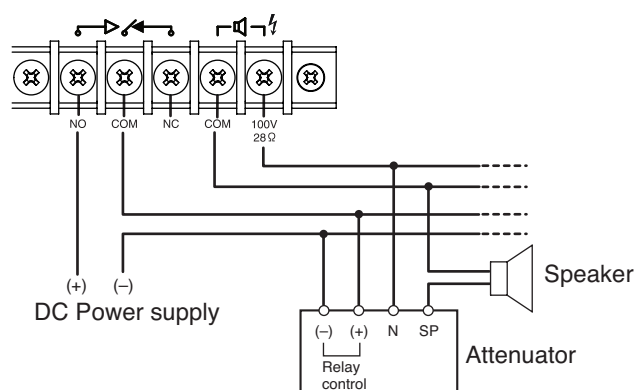 NO COM NC COM 100V
28Ω
(+) (−)
DC Power supply
Speaker
(−) (+) N SP
Relay
control
Attenuator